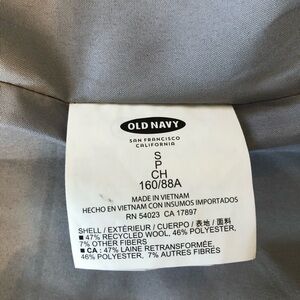 OLD NAVY
SAN FRANCISCO
CALIFORNIA
S
P
CH
160/88A
MADE IN VIETNAM
HECHO EN VIETNAM CON INSUMOS IMPORTADOS
RN 54023 CA 17897
SHELL / EXTÉRIEUR / CUERPO / 表地 / 面料
■ 47% RECYCLED WOOL, 46% POLYESTER,
7% OTHER FIBERS
■ CA : 47% LAINE RETRANSFORMÉE,
46% POLYESTER, 7% AUTRES FIBRES